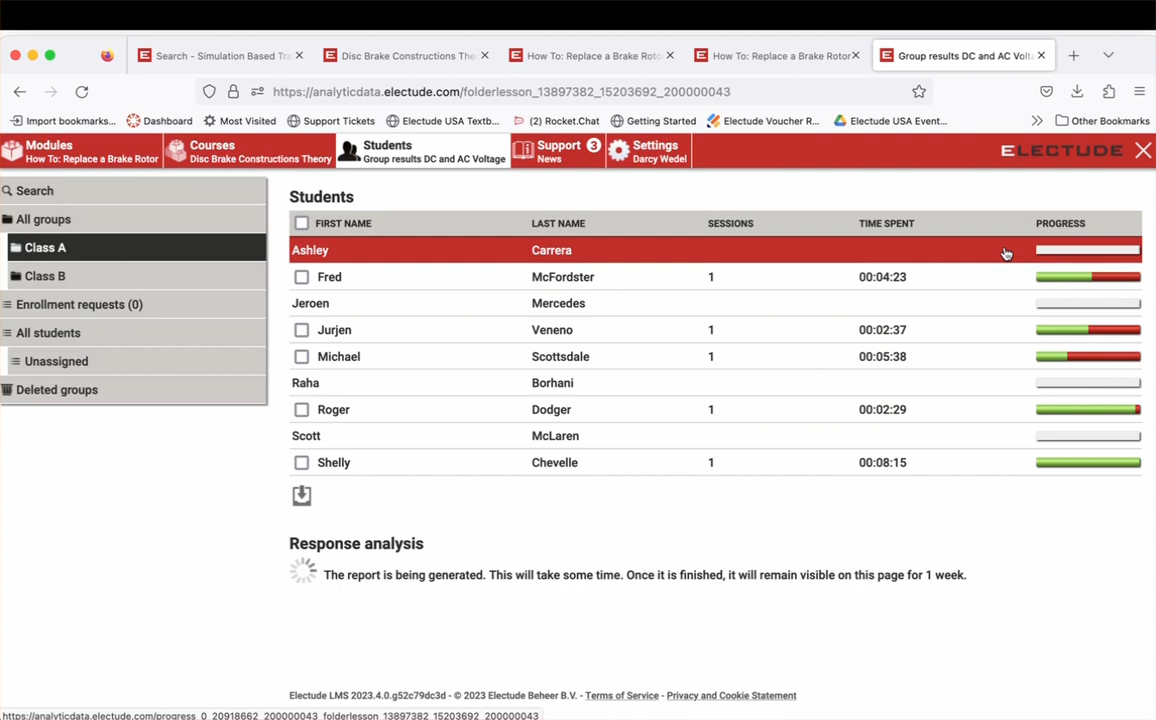 Search - Simulation Based Tra
Disc Brake Constructions The
How To: Replace a Brake Roto
How To: Replace a Brake Rotor
Group results DC and AC Volta
https://analyticdata.electude.com/folderlesson_13897382_15203692_200000043
Import bookmarks... Dashboard Most Visited Support Tickets Electude USA Textb... (2) Rocket.Chat Getting Started Electude Voucher R... Electude USA Event... Other Bookmarks
Modules
How To: Replace a Brake Rotor
Courses
Disc Brake Constructions Theory
Students
Group results DC and AC Voltage
Support 3
News
Settings
Darcy Wedel
ELECTUDE
Search
All groups
Class A
Class B
Enrollment requests (0)
All students
Unassigned
Deleted groups
Students
FIRST NAME LAST NAME SESSIONS TIME SPENT PROGRESS
Ashley Carrera
Fred McFordster 1 00:04:23
Jeroen Mercedes
Jurjen Veneno 1 00:02:37
Michael Scottsdale 1 00:05:38
Raha Borhani
Roger Dodger 1 00:02:29
Scott McLaren
Shelly Chevelle 1 00:08:15
Response analysis
The report is being generated. This will take some time. Once it is finished, it will remain visible on this page for 1 week.
Electude LMS 2023.4.0.g52c79dc3d - © 2023 Electude Beheer B.V. - Terms of Service - Privacy and Cookie Statement
https://analyticdata.electude.com/progress_0_20918662_200000043_folderlesson_13897382_15203692_200000043